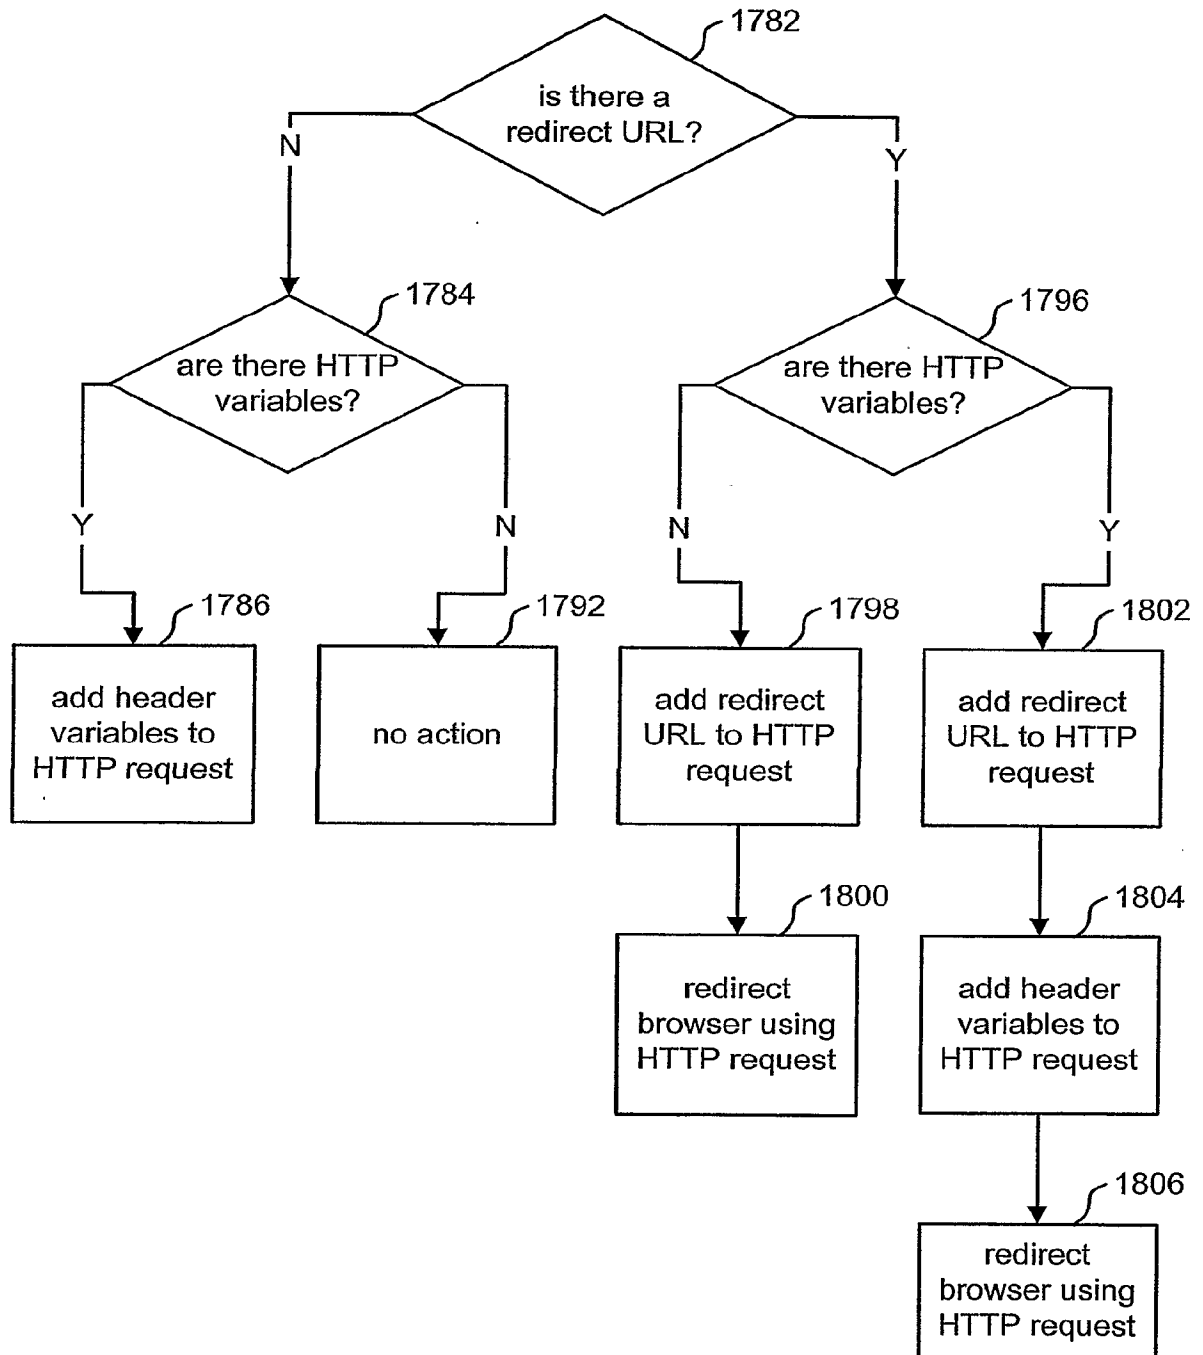 1782
is there a
redirect URL?
N
Y
1784
are there HTTP
variables?
1796
are there HTTP
variables?
Y
N
N
Y
1786
add header
variables to
HTTP request
1792
no action
1798
add redirect
URL to HTTP
request
1802
add redirect
URL to HTTP
request
1800
redirect
browser using
HTTP request
1804
add header
variables to
HTTP request
1806
redirect
browser using
HTTP request